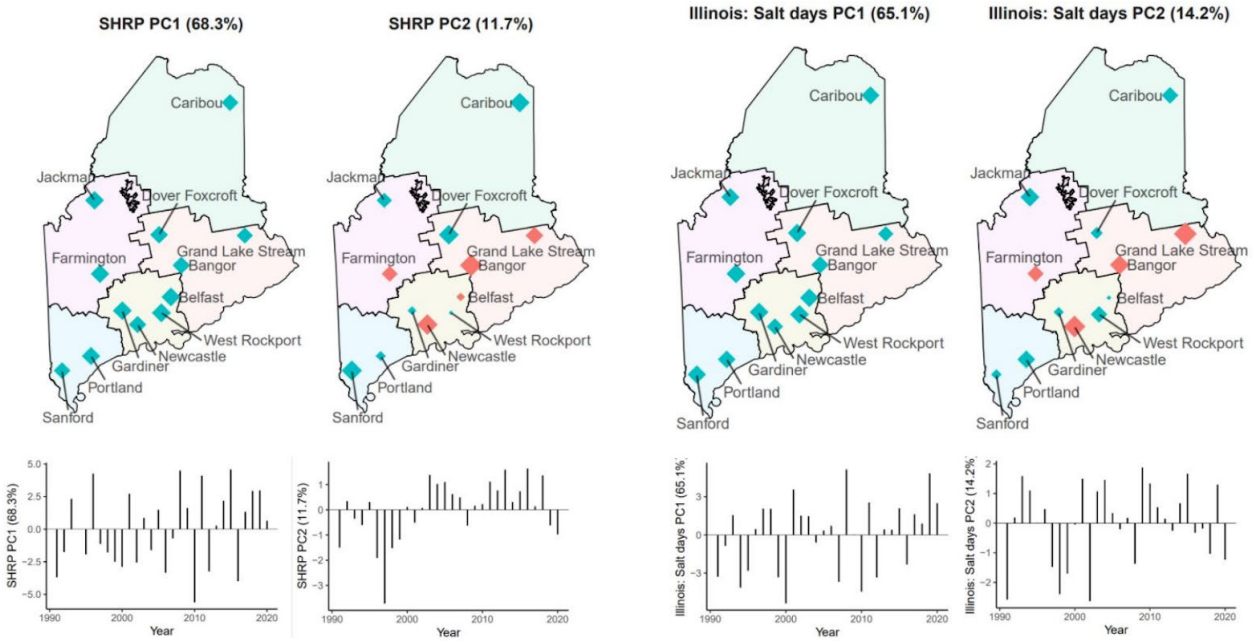 SHRP PC1 (68.3%)
Caribou
Jackman
Dover Foxcroft
Grand Lake Stream
Farmington
Bangor
Belfast
West Rockport
Newcastle
Gardiner
Portland
Sanford
SHRP PC2 (11.7%)
Caribou
Jackman
Dover Foxcroft
Grand Lake Stream
Farmington
Bangor
Belfast
West Rockport
Newcastle
Gardiner
Portland
Sanford
Illinois: Salt days PC1 (65.1%)
Caribou
Jackman
Dover Foxcroft
Grand Lake Stream
Farmington
Bangor
Belfast
West Rockport
Newcastle
Gardiner
Portland
Sanford
Illinois: Salt days PC2 (14.2%)
Caribou
Jackman
Dover Foxcroft
Grand Lake Stream
Farmington
Bangor
Belfast
West Rockport
Newcastle
Gardiner
Portland
Sanford
SHRP PC1 (68.3%)
5.0
2.5
0.0
−2.5
−5.0
1990 2000 2010 2020
Year
SHRP PC2 (11.7%)
1
0
−1
−2
−3
1990 2000 2010 2020
Year
Illinois: Salt days PC1 (65.1%)
3
0
−3
1990 2000 2010 2020
Year
Illinois: Salt days PC2 (14.2%)
2
1
0
−1
−2
1990 2000 2010 2020
Year